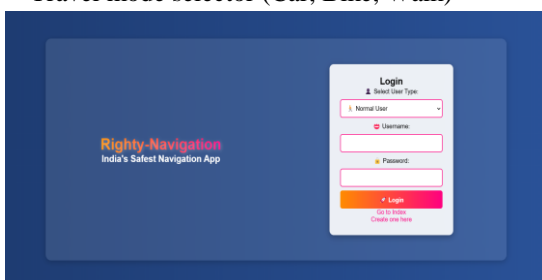 Travel mode selector (Car, Bike, Walk)
Login
Select User Type:
Normal User
Username:
Righty-Navigation
India's Safest Navigation App
Password:
Login
Go to Index
Create one here